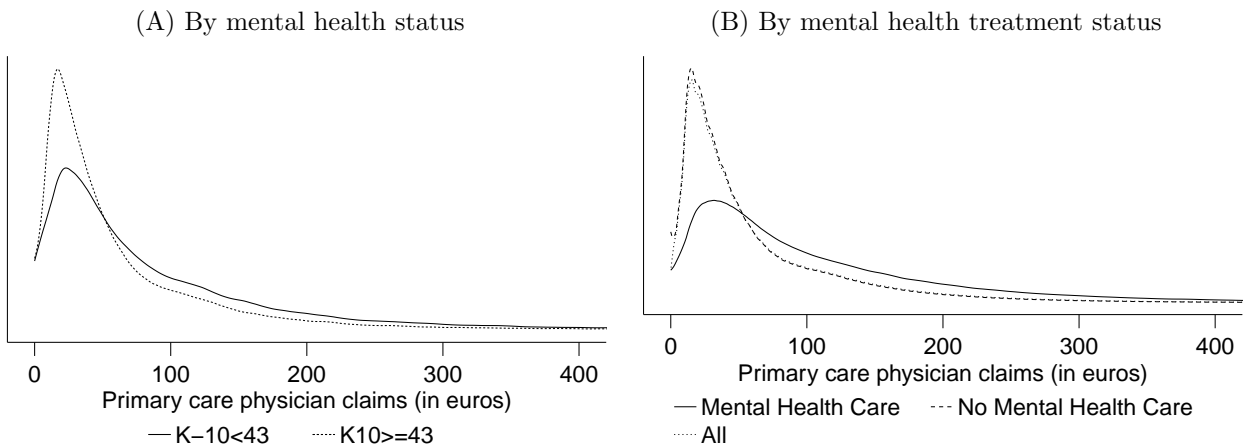 (A) By mental health status
0 100 200 300 400
Primary care physician claims (in euros)
K−10<43 K10>=43
(B) By mental health treatment status
0 100 200 300 400
Primary care physician claims (in euros)
Mental Health Care No Mental Health Care
All